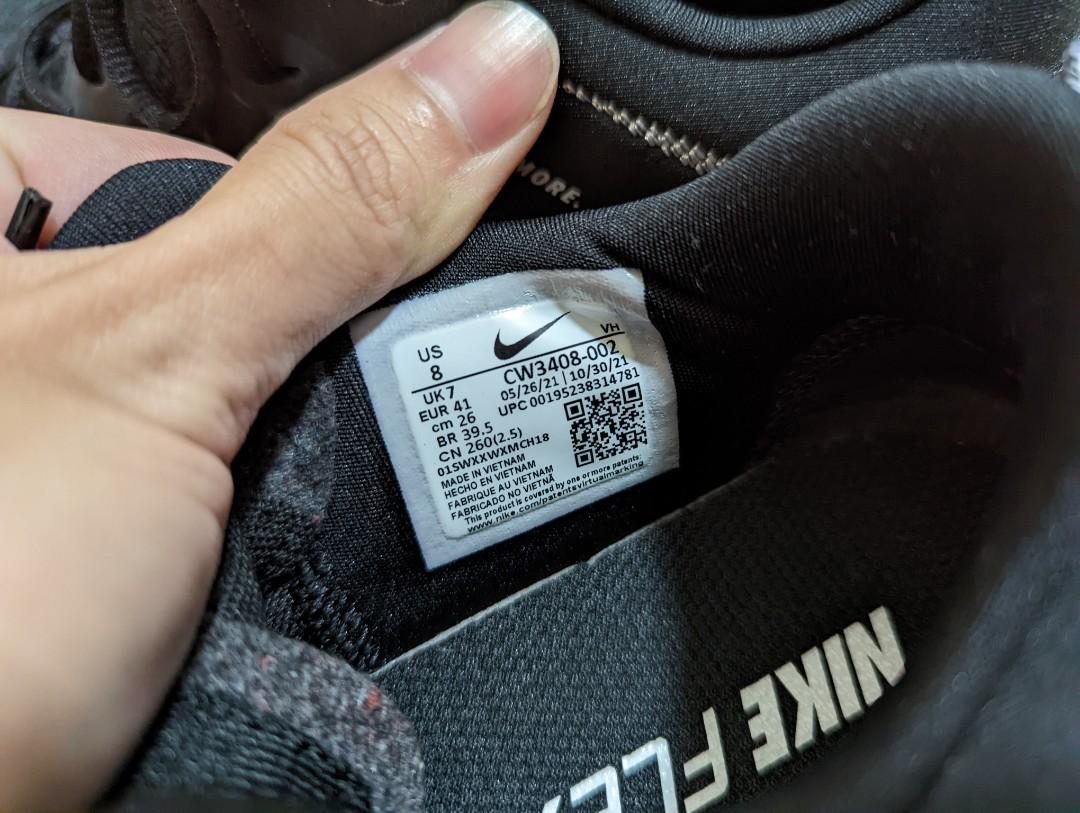 MORE.
US
8
VH
CW3408-002
UK 7
05/26/21 | 10/30/21
EUR 41
UPC 00195238314781
cm 26
BR 39.5
CN 260(2.5)
01SWXXWXMCH18
MADE IN VIETNAM
HECHO EN VIETNAM
FABRIQUE AU VIETNAM
FABRICADO NO VIETNÃ
This product is covered by one or more patents:
www.nike.com/patentsvirtualmarking
NIKE FLEX